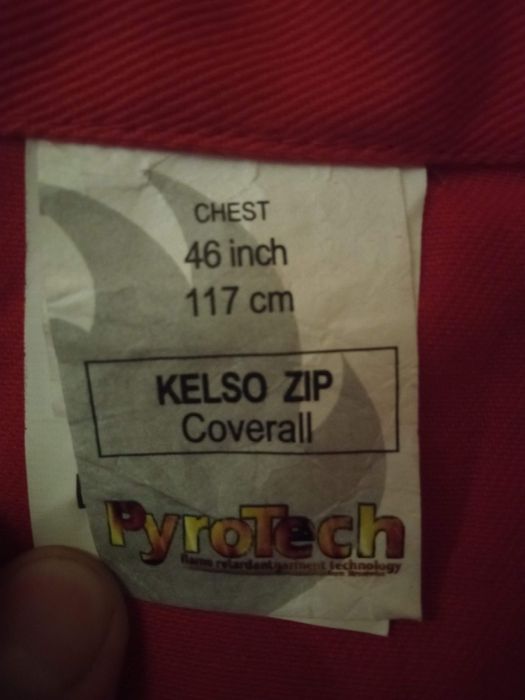 CHEST
46 inch
117 cm
KELSO ZIP
Coverall
PyroTech
flame retardant garment technology